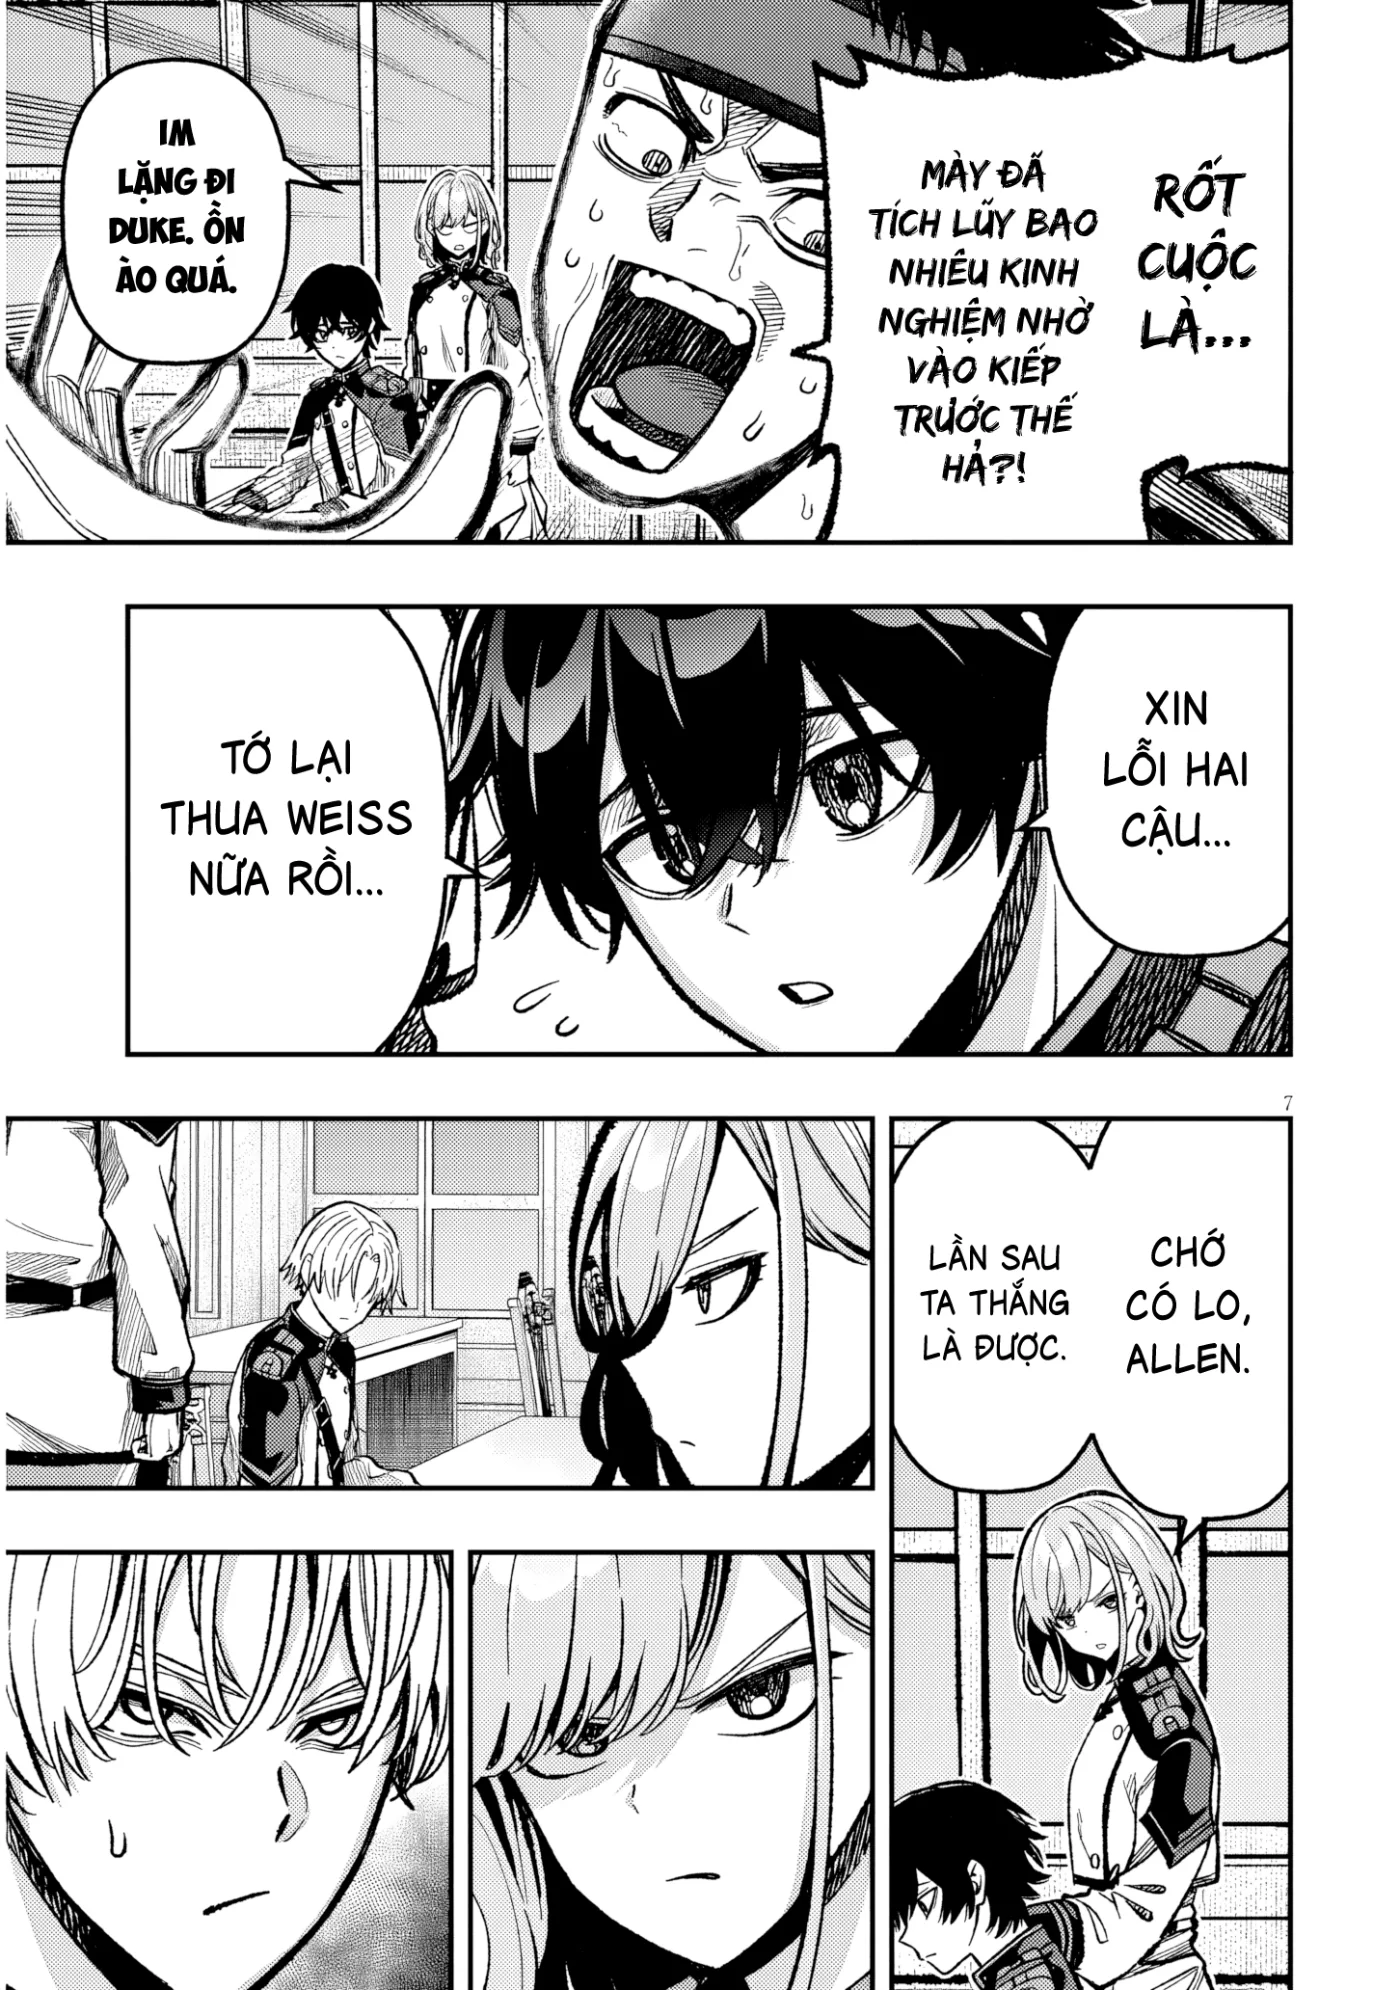 RỐT
CUỘC
LÀ...
MÀY ĐÃ
TÍCH LŨY BAO
NHIÊU KINH
NGHIỆM NHỜ
VÀO KIẾP
TRƯỚC THẾ
HẢ?!
IM
LẶNG ĐI
DUKE. ỒN
ÀO QUÁ.
XIN
LỖI HAI
CẬU...
TỚ LẠI
THUA WEISS
NỮA RỒI...
7
CHỚ
CÓ LO,
ALLEN.
LẦN SAU
TA THẮNG
LÀ ĐƯỢC.